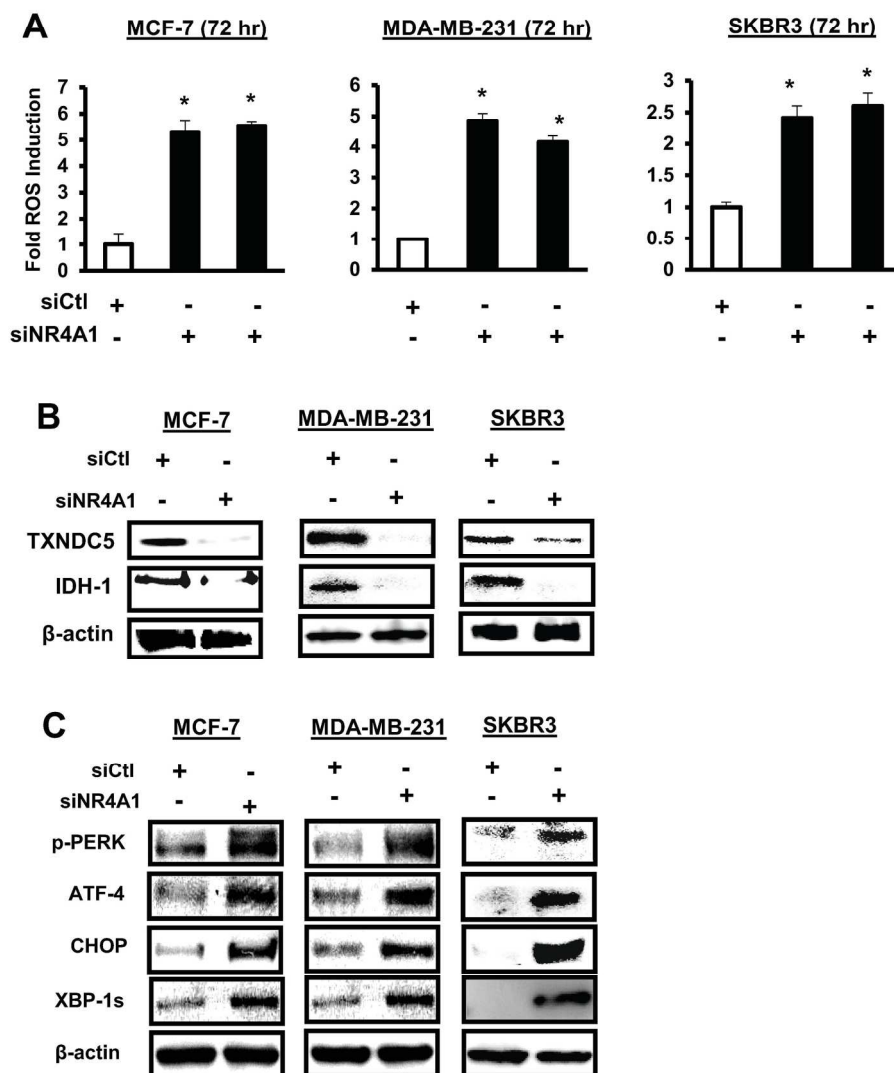 A
MCF-7 (72 hr)
MDA-MB-231 (72 hr)
SKBR3 (72 hr)
Fold ROS Induction
7
6
5
4
3
2
1
0
*
*
6
5
4
3
2
1
0
*
*
3
2.5
2
1.5
1
0.5
0
*
*
siCtl + - - + - - + - -
siNR4A1 - + + - + + - + +
B
MCF-7 MDA-MB-231 SKBR3
siCtl + - + - + -
siNR4A1 - + - + - +
TXNDC5
IDH-1
β-actin
C
MCF-7 MDA-MB-231 SKBR3
siCtl + - + - + -
siNR4A1 - + - + - +
p-PERK
ATF-4
CHOP
XBP-1s
β-actin